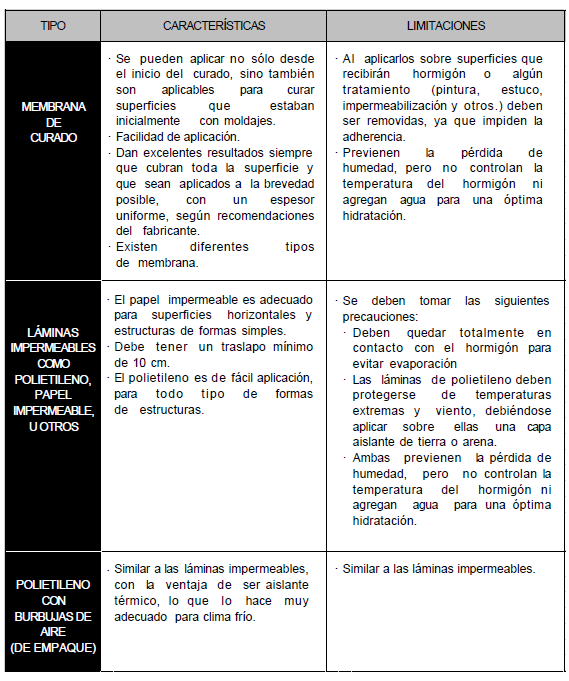 TIPO
CARACTERÍSTICAS
LIMITACIONES
MEMBRANA
DE
CURADO
· Se pueden aplicar no sólo desde
el inicio del curado, sino también
son aplicables para curar
superficies que estaban
inicialmente con moldajes.
· Facilidad de aplicación.
· Dan excelentes resultados siempre
que cubran toda la superficie y
que sean aplicados a la brevedad
posible, con un espesor
uniforme, según recomendaciones
del fabricante.
· Existen diferentes tipos
de membrana.
· Al aplicarlos sobre superficies que
recibirán hormigón o algún
tratamiento (pintura, estuco,
impermeabilización y otros.) deben
ser removidas, ya que impiden la
adherencia.
· Previenen la pérdida de
humedad, pero no controlan la
temperatura del hormigón ni
agregan agua para una óptima
hidratación.
LÁMINAS
IMPERMEABLES
COMO
POLIETILENO,
PAPEL
IMPERMEABLE,
U OTROS
· El papel impermeable es adecuado
para superficies horizontales y
estructuras de formas simples.
· Debe tener un traslapo mínimo
de 10 cm.
· El polietileno es de fácil aplicación,
para todo tipo de formas
de estructuras.
· Se deben tomar las siguientes
precauciones:
· Deben quedar totalmente en
contacto con el hormigón para
evitar evaporación
· Las láminas de polietileno deben
protegerse de temperaturas
extremas y viento, debiéndose
aplicar sobre ellas una capa
aislante de tierra o arena.
· Ambas previenen la pérdida de
humedad, pero no controlan la
temperatura del hormigón ni
agregan agua para una óptima
hidratación.
POLIETILENO
CON
BURBUJAS DE
AIRE
(DE EMPAQUE)
· Similar a las láminas impermeables,
con la ventaja de ser aislante
térmico, lo que lo hace muy
adecuado para clima frío.
· Similar a las láminas impermeables.